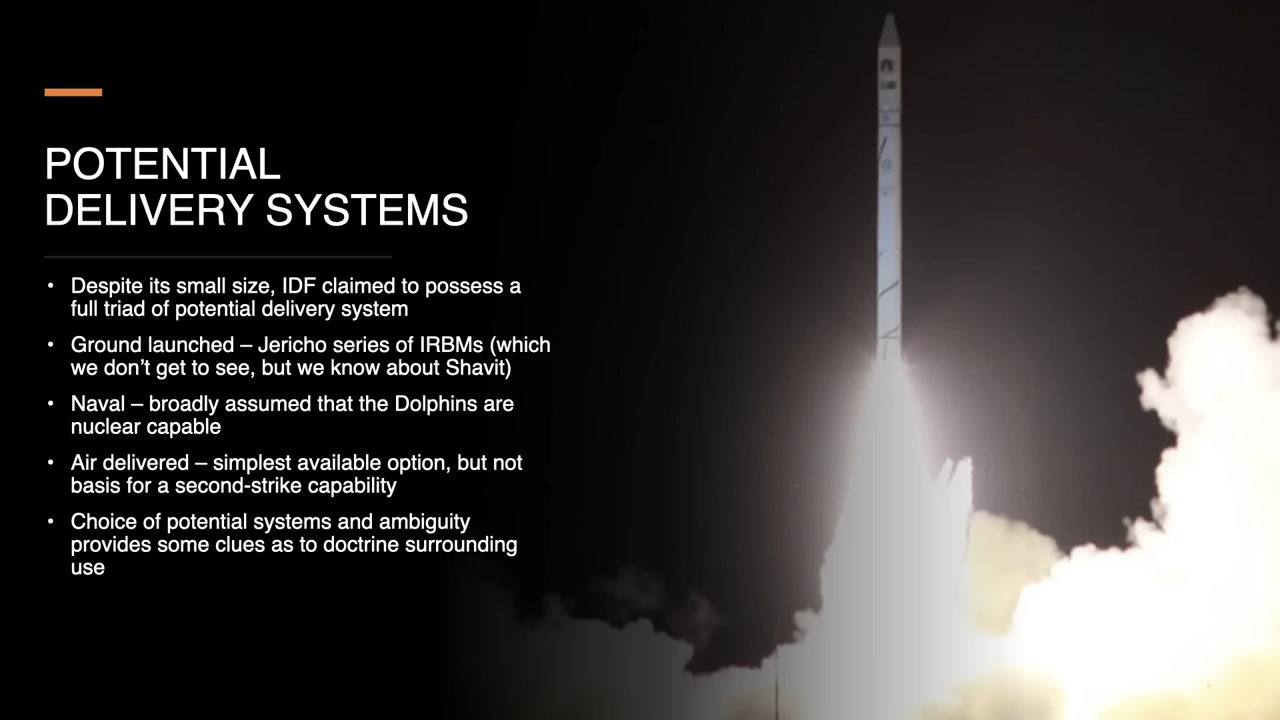 POTENTIAL
DELIVERY SYSTEMS
• Despite its small size, IDF claimed to possess a
full triad of potential delivery system
• Ground launched – Jericho series of IRBMs (which
we don’t get to see, but we know about Shavit)
• Naval – broadly assumed that the Dolphins are
nuclear capable
• Air delivered – simplest available option, but not
basis for a second-strike capability
• Choice of potential systems and ambiguity
provides some clues as to doctrine surrounding
use